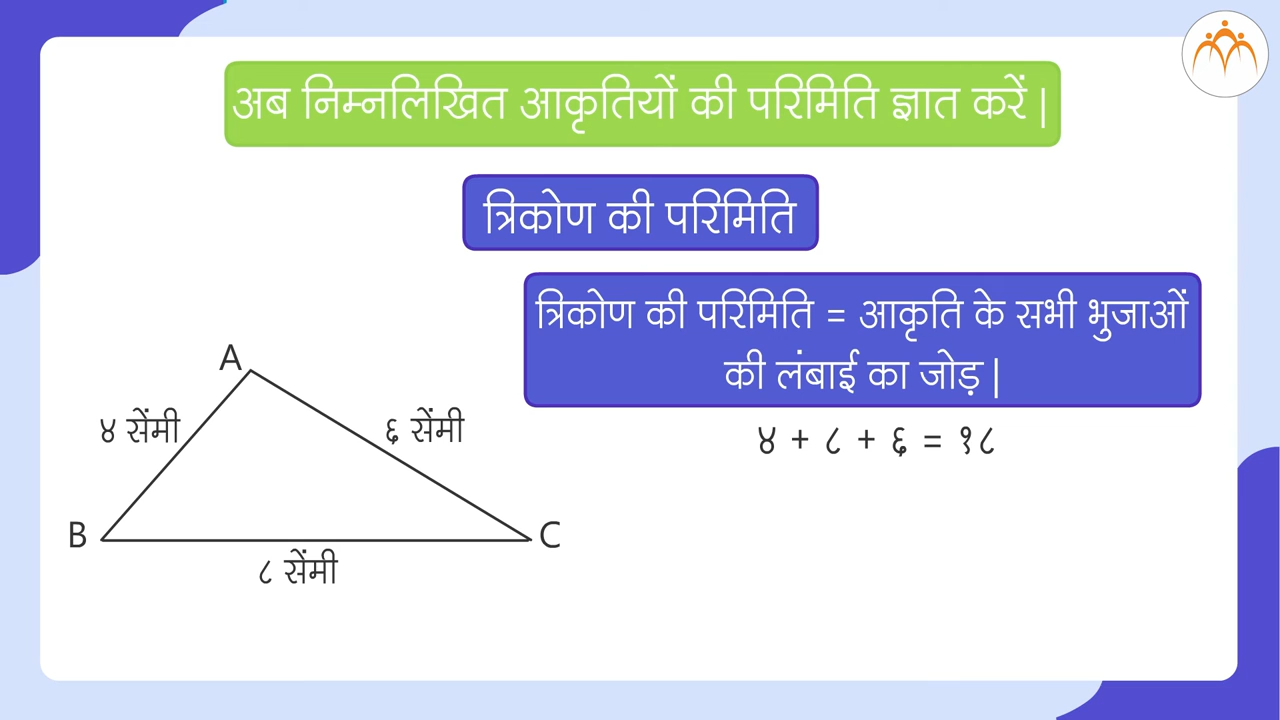 अब निम्नलिखित आकृतियों की परिमिति ज्ञात करें |
त्रिकोण की परिमिति
त्रिकोण की परिमिति = आकृति के सभी भुजाओं
की लंबाई का जोड़ |
A
४ सेंमी
६ सेंमी
४ + ८ + ६ = १८
B
C
८ सेंमी